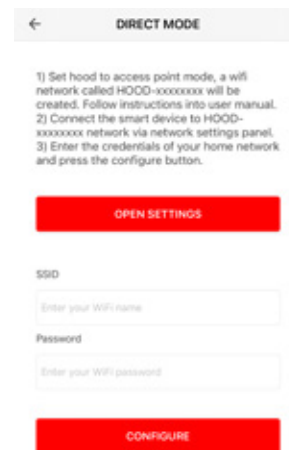 DIRECT MODE
1) Set hood to access point mode, a wifi
network called HOOD-xxxxxxxx will be
created. Follow instructions into user manual.
2) Connect the smart device to HOOD-
xxxxxxxx network via network settings panel.
3) Enter the credentials of your home network
and press the configure button.
OPEN SETTINGS
SSID
Enter your WiFi name
Password
Enter your WiFi password
CONFIGURE